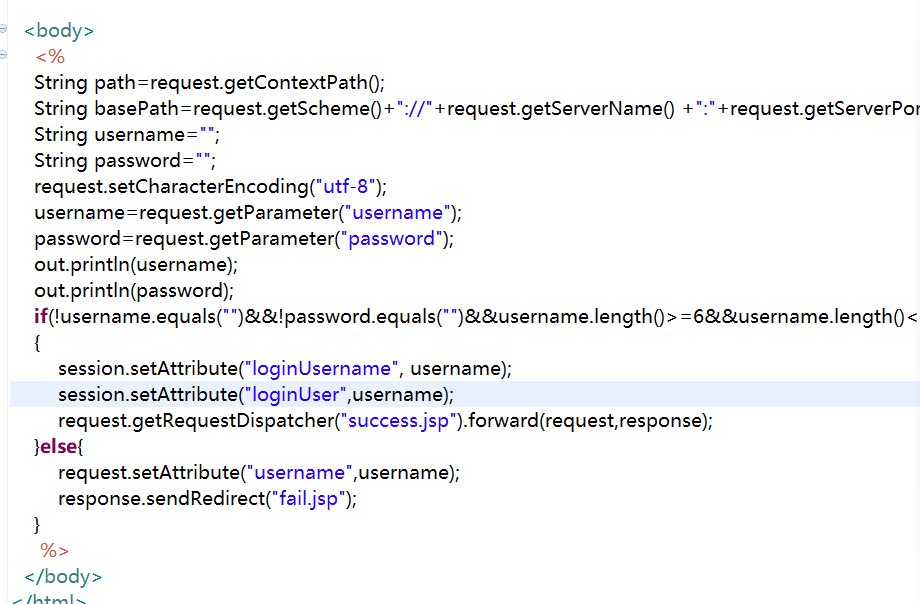 <body>
<%
String path=request.getContextPath();
String basePath=request.getScheme()+"://"+request.getServerName() +":"+request.getServerPor
String username="";
String password="";
request.setCharacterEncoding("utf-8");
username=request.getParameter("username");
password=request.getParameter("password");
out.println(username);
out.println(password);
if(!username.equals("")&&!password.equals("")&&username.length()>=6&&username.length()<
{
session.setAttribute("loginUsername", username);
session.setAttribute("loginUser",username);
request.getRequestDispatcher("success.jsp").forward(request,response);
}else{
request.setAttribute("username",username);
response.sendRedirect("fail.jsp");
}
%>
</body>
</html>